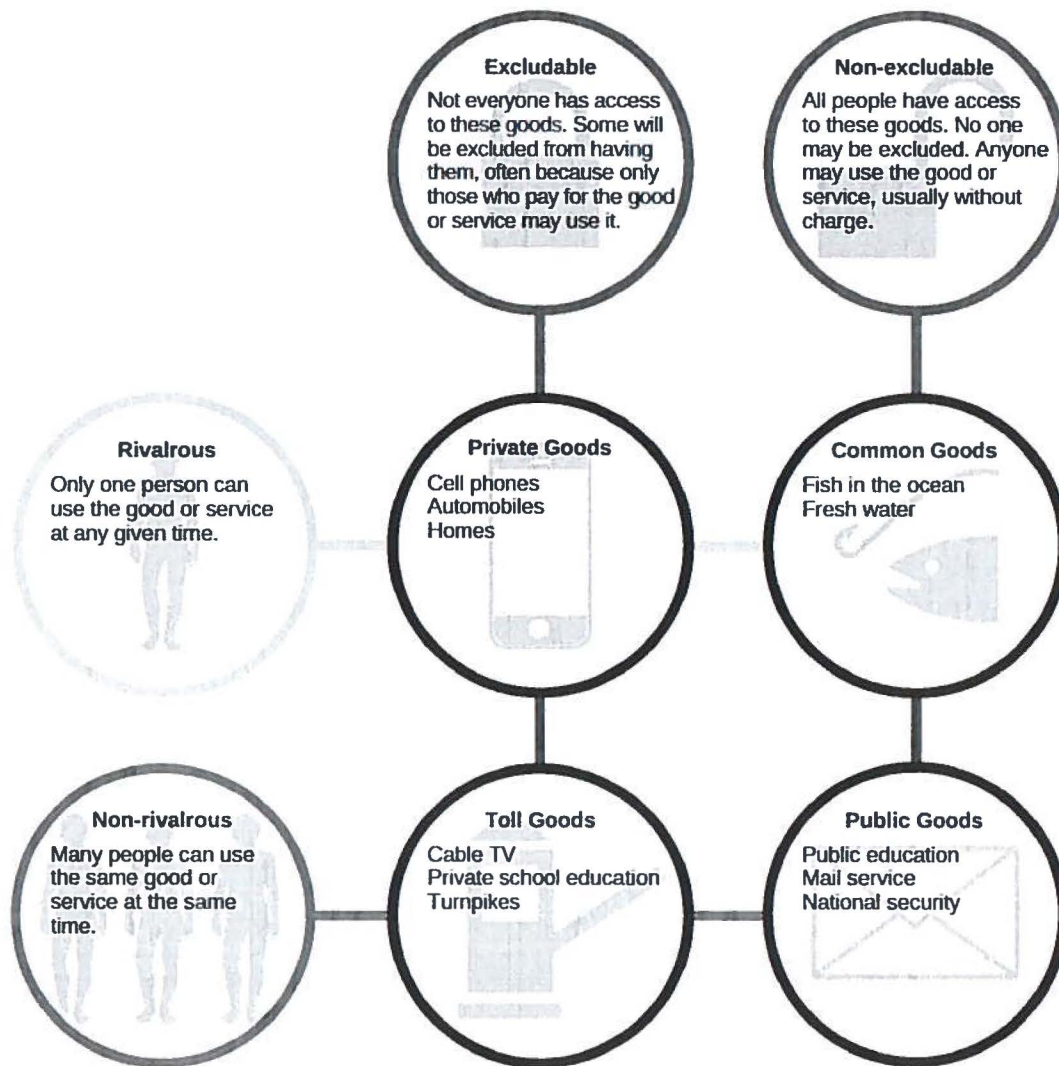 Excludable
Not everyone has access
to these goods. Some will
be excluded from having
them, often because only
those who pay for the good
or service may use it.
Non-excludable
All people have access
to these goods. No one
may be excluded. Anyone
may use the good or
service, usually without
charge.
Rivalrous
Only one person can
use the good or service
at any given time.
Private Goods
Cell phones
Automobiles
Homes
Common Goods
Fish in the ocean
Fresh water
Non-rivalrous
Many people can use
the same good or
service at the same
time.
Toll Goods
Cable TV
Private school education
Turnpikes
Public Goods
Public education
Mail service
National security